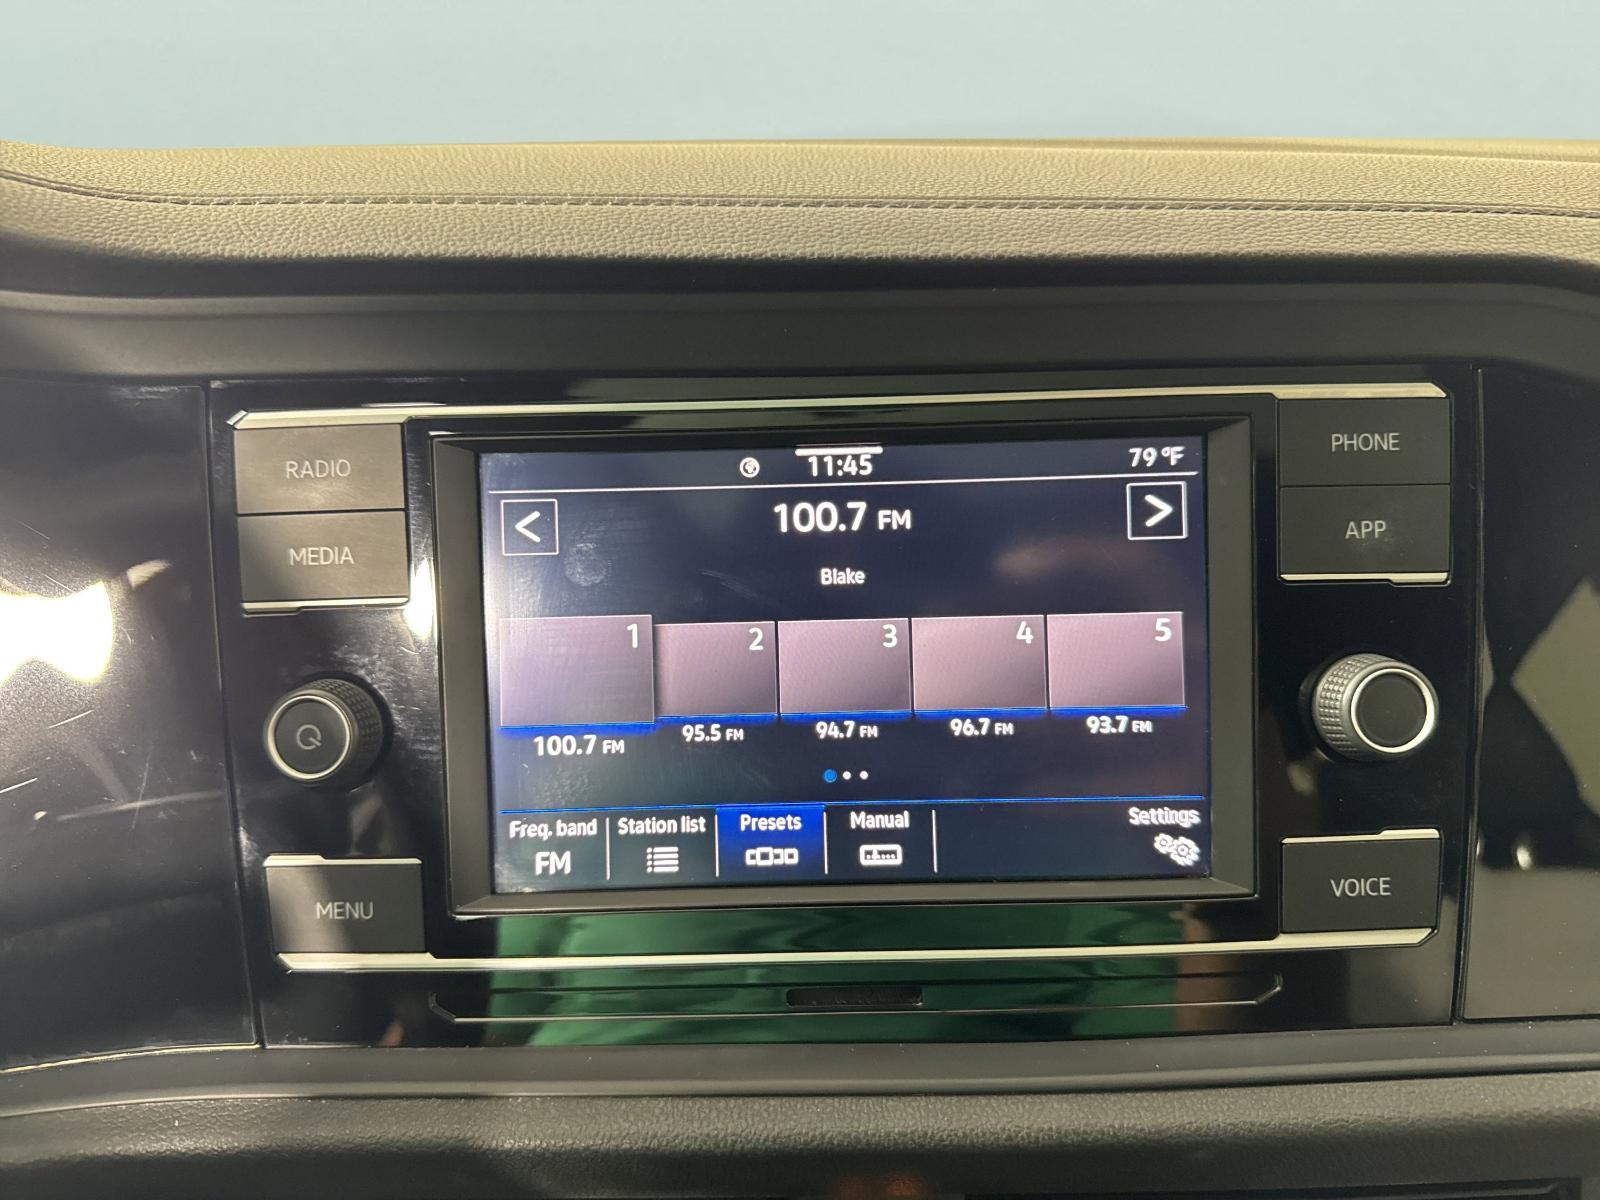 RADIO
MEDIA
MENU
PHONE
APP
VOICE
11:45
79 °F
<
100.7 FM
>
Blake
1
2
3
4
5
100.7 FM
95.5 FM
94.7 FM
96.7 FM
93.7 FM
Freq. band
FM
Station list
Presets
Manual
Settings